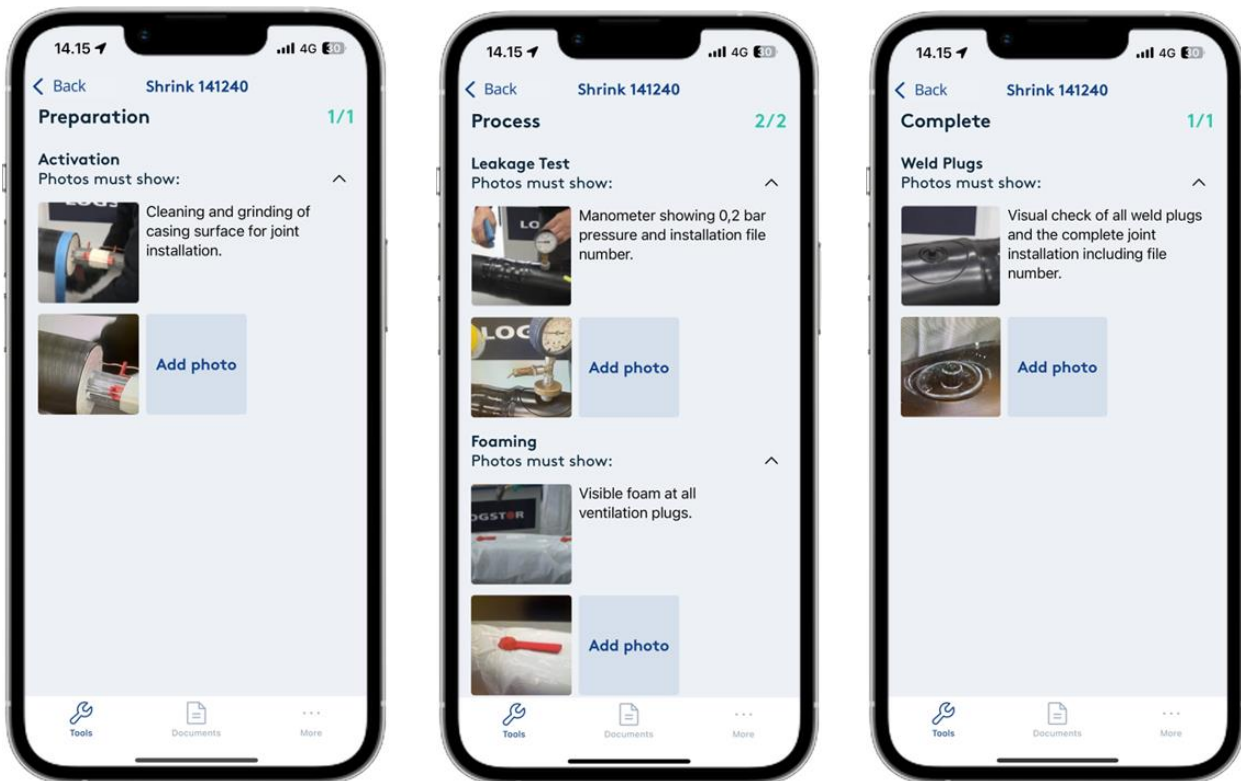 14.15
4G 30
Back
Shrink 141240
Preparation
1/1
Activation
Photos must show:
Cleaning and grinding of
casing surface for joint
installation.
Add photo
Tools
Documents
More
14.15
4G 30
Back
Shrink 141240
Process
2/2
Leakage Test
Photos must show:
LO
Manometer showing 0,2 bar
pressure and installation file
number.
LOG
Add photo
Foaming
Photos must show:
OGSTOR
Visible foam at all
ventilation plugs.
Add photo
Tools
Documents
More
14.15
4G 30
Back
Shrink 141240
Complete
1/1
Weld Plugs
Photos must show:
Visual check of all weld plugs
and the complete joint
installation including file
number.
Add photo
Tools
Documents
More